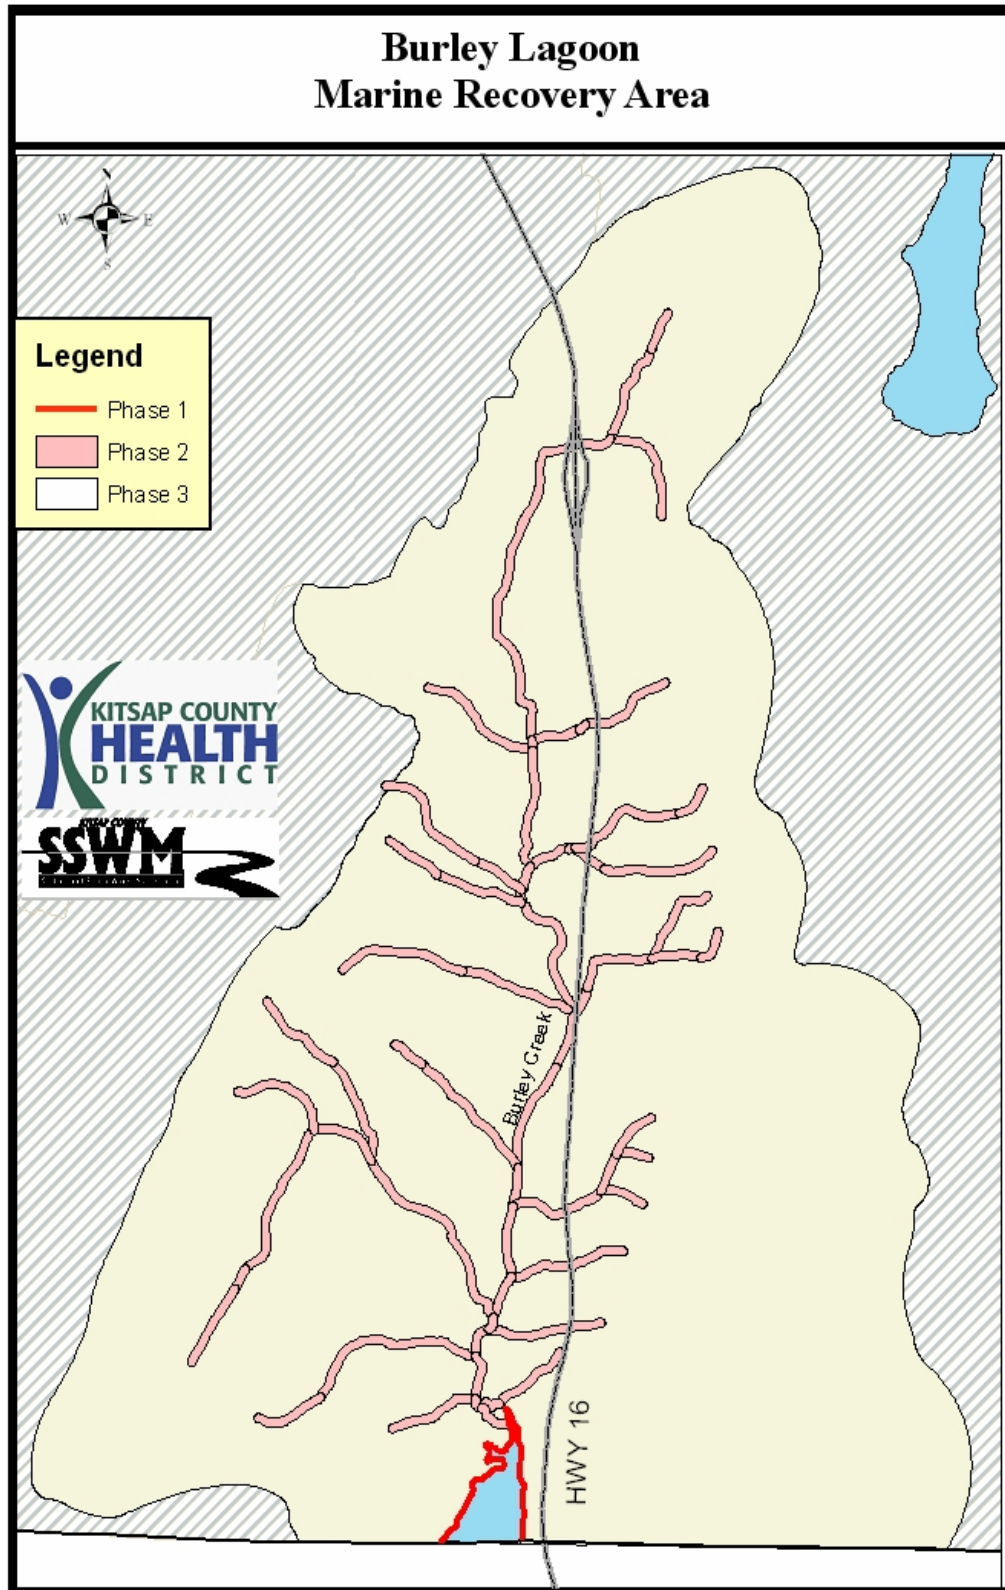 Burley Lagoon
Marine Recovery Area
N
W E
S
Legend
Phase 1
Phase 2
Phase 3
KITSAP COUNTY
HEALTH
DISTRICT
KITSAP COUNTY
SSWM
Burley Creek
HWY 16